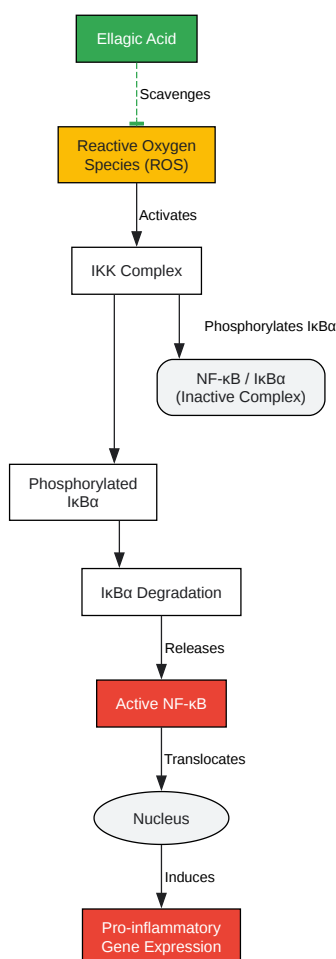 Ellagic Acid
Scavenges
Reactive Oxygen
Species (ROS)
Activates
IKK Complex
Phosphorylates IκBα
NF-κB / IκBα
(Inactive Complex)
Phosphorylated
IκBα
IκBα Degradation
Releases
Active NF-κB
Translocates
Nucleus
Induces
Pro-inflammatory
Gene Expression